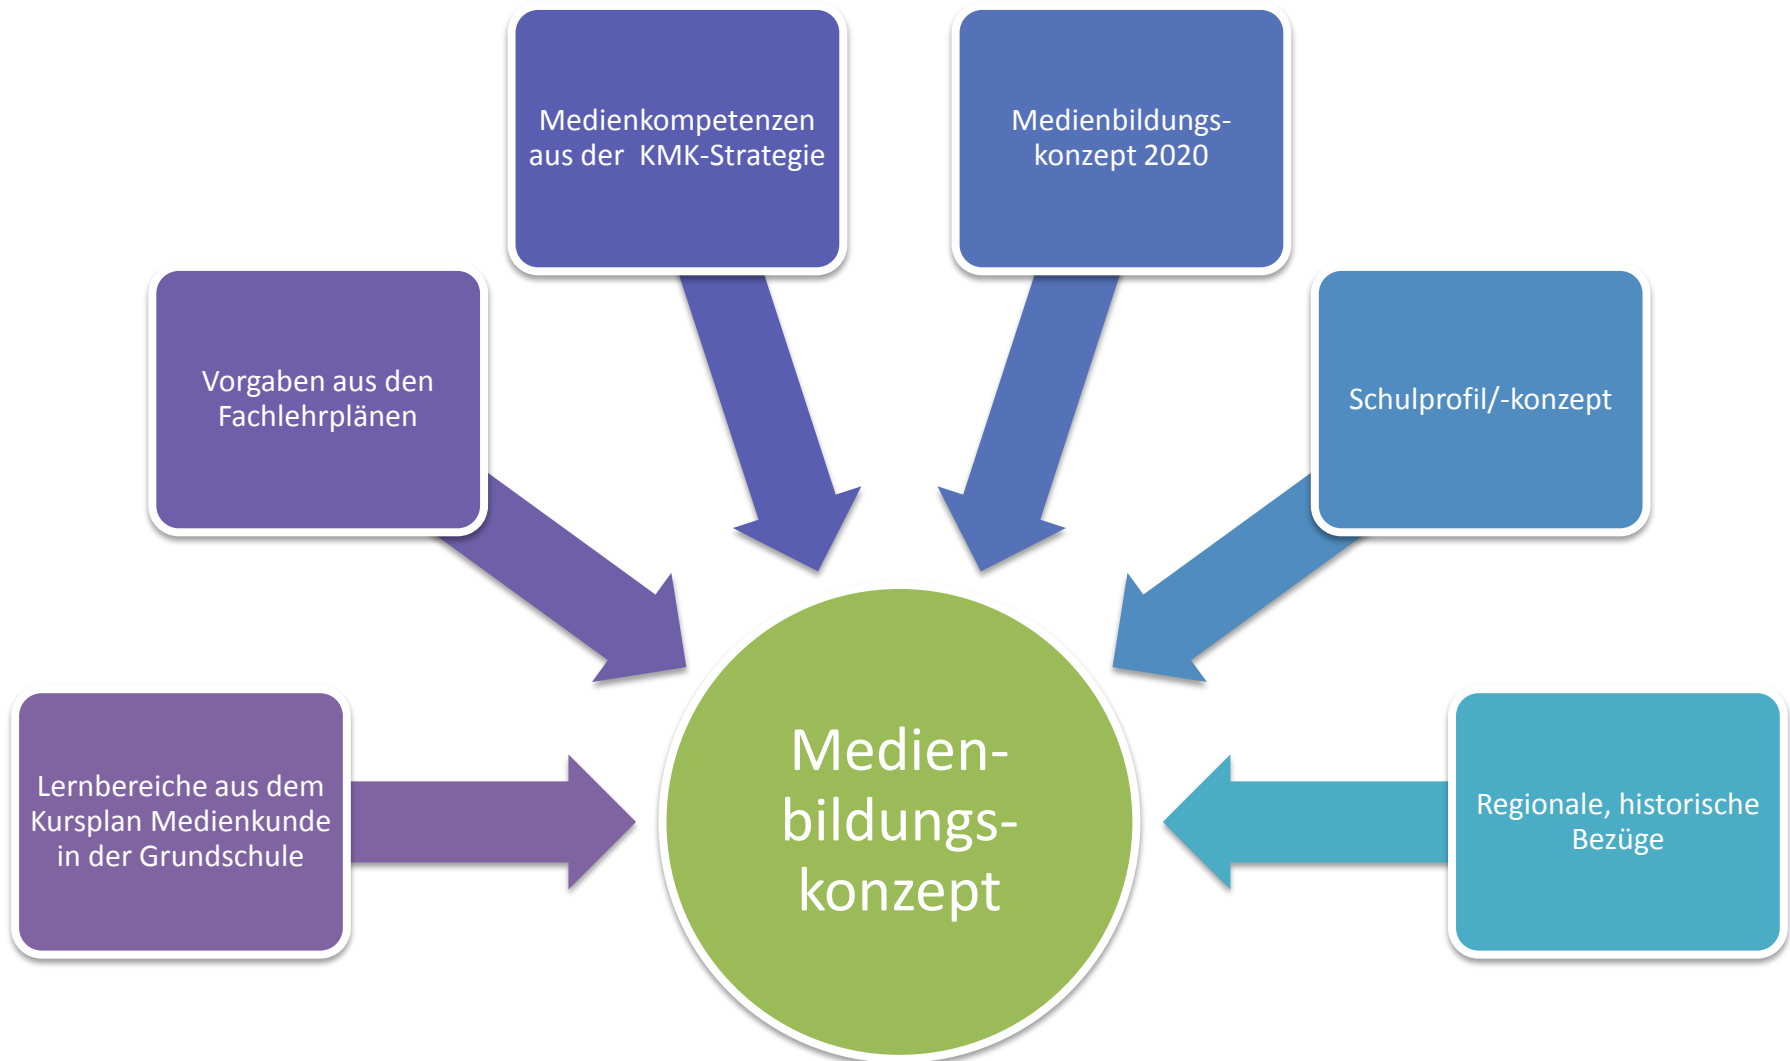 Medienkompetenzen
aus der KMK-Strategie
Medienbildungs-
konzept 2020
Vorgaben aus den
Fachlehrplänen
Schulprofil/-konzept
Lernbereiche aus dem
Kursplan Medienkunde
in der Grundschule
Medien-
bildungs-
konzept
Regionale, historische
Bezüge